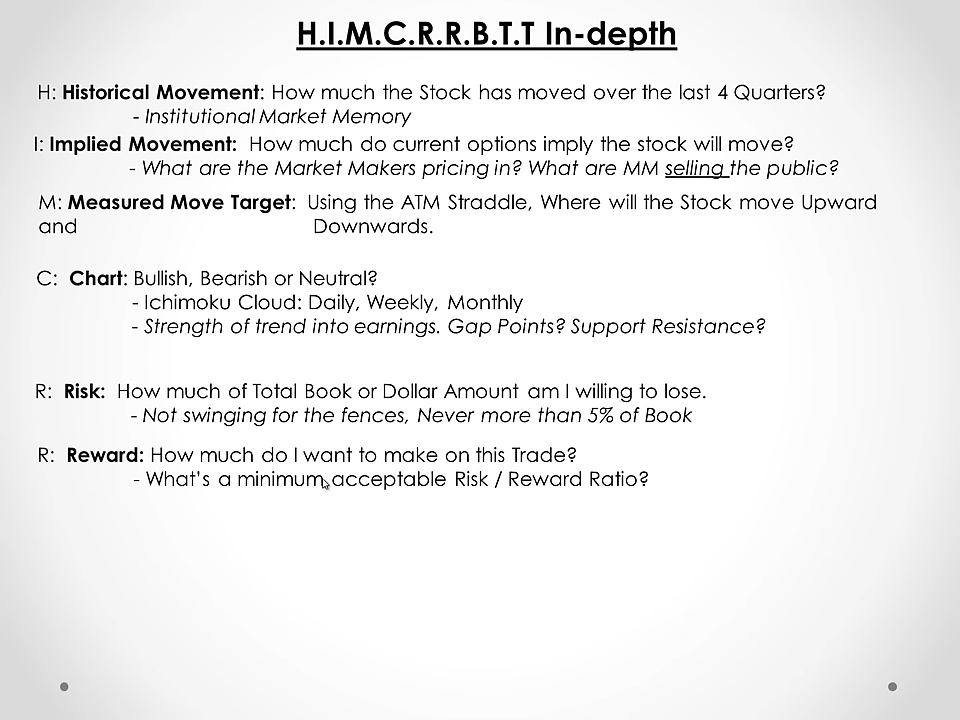 H.I.M.C.R.R.B.T.T In-depth
H: Historical Movement: How much the Stock has moved over the last 4 Quarters?
- Institutional Market Memory
I: Implied Movement: How much do current options imply the stock will move?
- What are the Market Makers pricing in? What are MM selling the public?
M: Measured Move Target: Using the ATM Straddle, Where will the Stock move Upward
and Downwards.
C: Chart: Bullish, Bearish or Neutral?
- Ichimoku Cloud: Daily, Weekly, Monthly
- Strength of trend into earnings. Gap Points? Support Resistance?
R: Risk: How much of Total Book or Dollar Amount am I willing to lose.
- Not swinging for the fences, Never more than 5% of Book
R: Reward: How much do I want to make on this Trade?
- What's a minimum acceptable Risk / Reward Ratio?